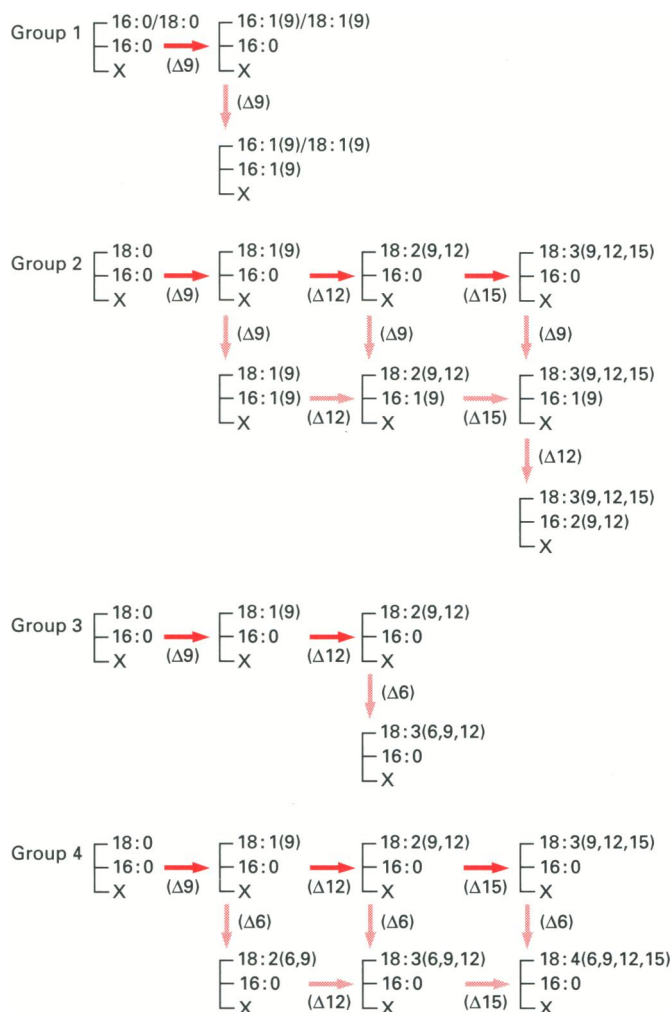 Group 1
16:0/18:0
16:0
X
(Δ9)
16:1(9)/18:1(9)
16:0
X
(Δ9)
16:1(9)/18:1(9)
16:1(9)
X
Group 2
18:0
16:0
X
(Δ9)
18:1(9)
16:0
X
(Δ12)
18:2(9,12)
16:0
X
(Δ15)
18:3(9,12,15)
16:0
X
(Δ9)
(Δ9)
(Δ9)
18:1(9)
16:1(9)
X
(Δ12)
18:2(9,12)
16:1(9)
X
(Δ15)
18:3(9,12,15)
16:1(9)
X
(Δ12)
18:3(9,12,15)
16:2(9,12)
X
Group 3
18:0
16:0
X
(Δ9)
18:1(9)
16:0
X
(Δ12)
18:2(9,12)
16:0
X
(Δ6)
18:3(6,9,12)
16:0
X
Group 4
18:0
16:0
X
(Δ9)
18:1(9)
16:0
X
(Δ12)
18:2(9,12)
16:0
X
(Δ15)
18:3(9,12,15)
16:0
X
(Δ6)
(Δ6)
(Δ6)
18:2(6,9)
16:0
X
(Δ12)
18:3(6,9,12)
16:0
X
(Δ15)
18:4(6,9,12,15)
16:0
X